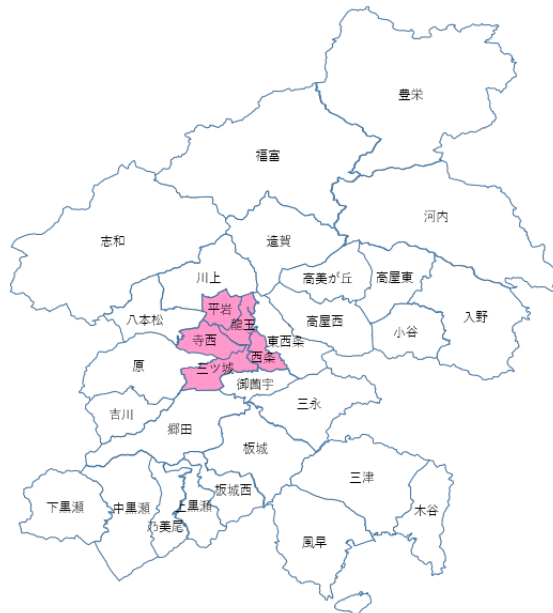 豊栄
福富
河内
志和
造賀
川上
高美が丘
高屋東
平岩
龍王
入野
八本松
高屋西
小谷
寺西
東西条
西条
原
三ツ城
御薗宇
三永
吉川
郷田
板城
三津
板城西
下黒瀬
中黒瀬
上黒瀬
乃美尾
木谷
風早